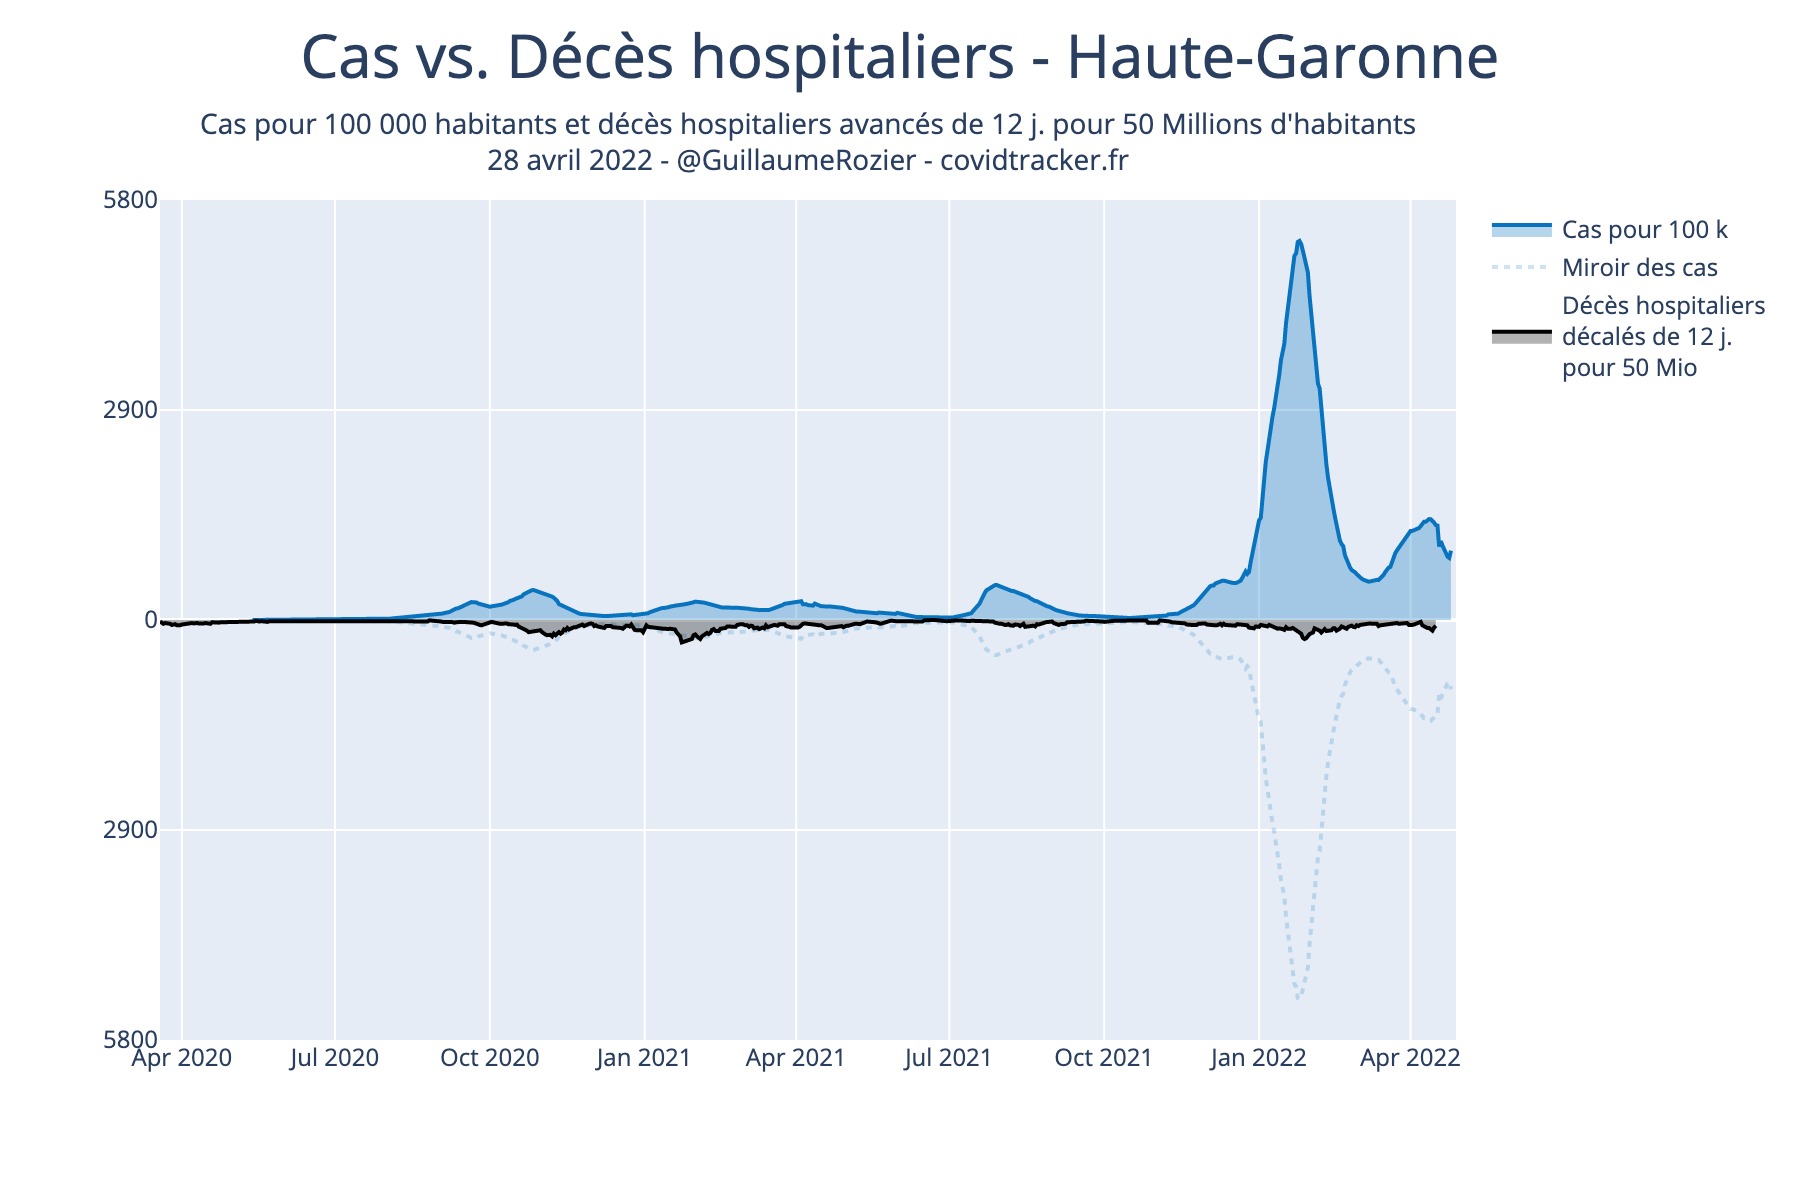 Cas vs. Décès hospitaliers - Haute-Garonne
Cas pour 100 000 habitants et décès hospitaliers avancés de 12 j. pour 50 Millions d'habitants
28 avril 2022 - @GuillaumeRozier - covidtracker.fr
5800
2900
0
2900
5800
Apr 2020
Jul 2020
Oct 2020
Jan 2021
Apr 2021
Jul 2021
Oct 2021
Jan 2022
Apr 2022
Cas pour 100 k
Miroir des cas
Décès hospitaliers
décalés de 12 j.
pour 50 Mio